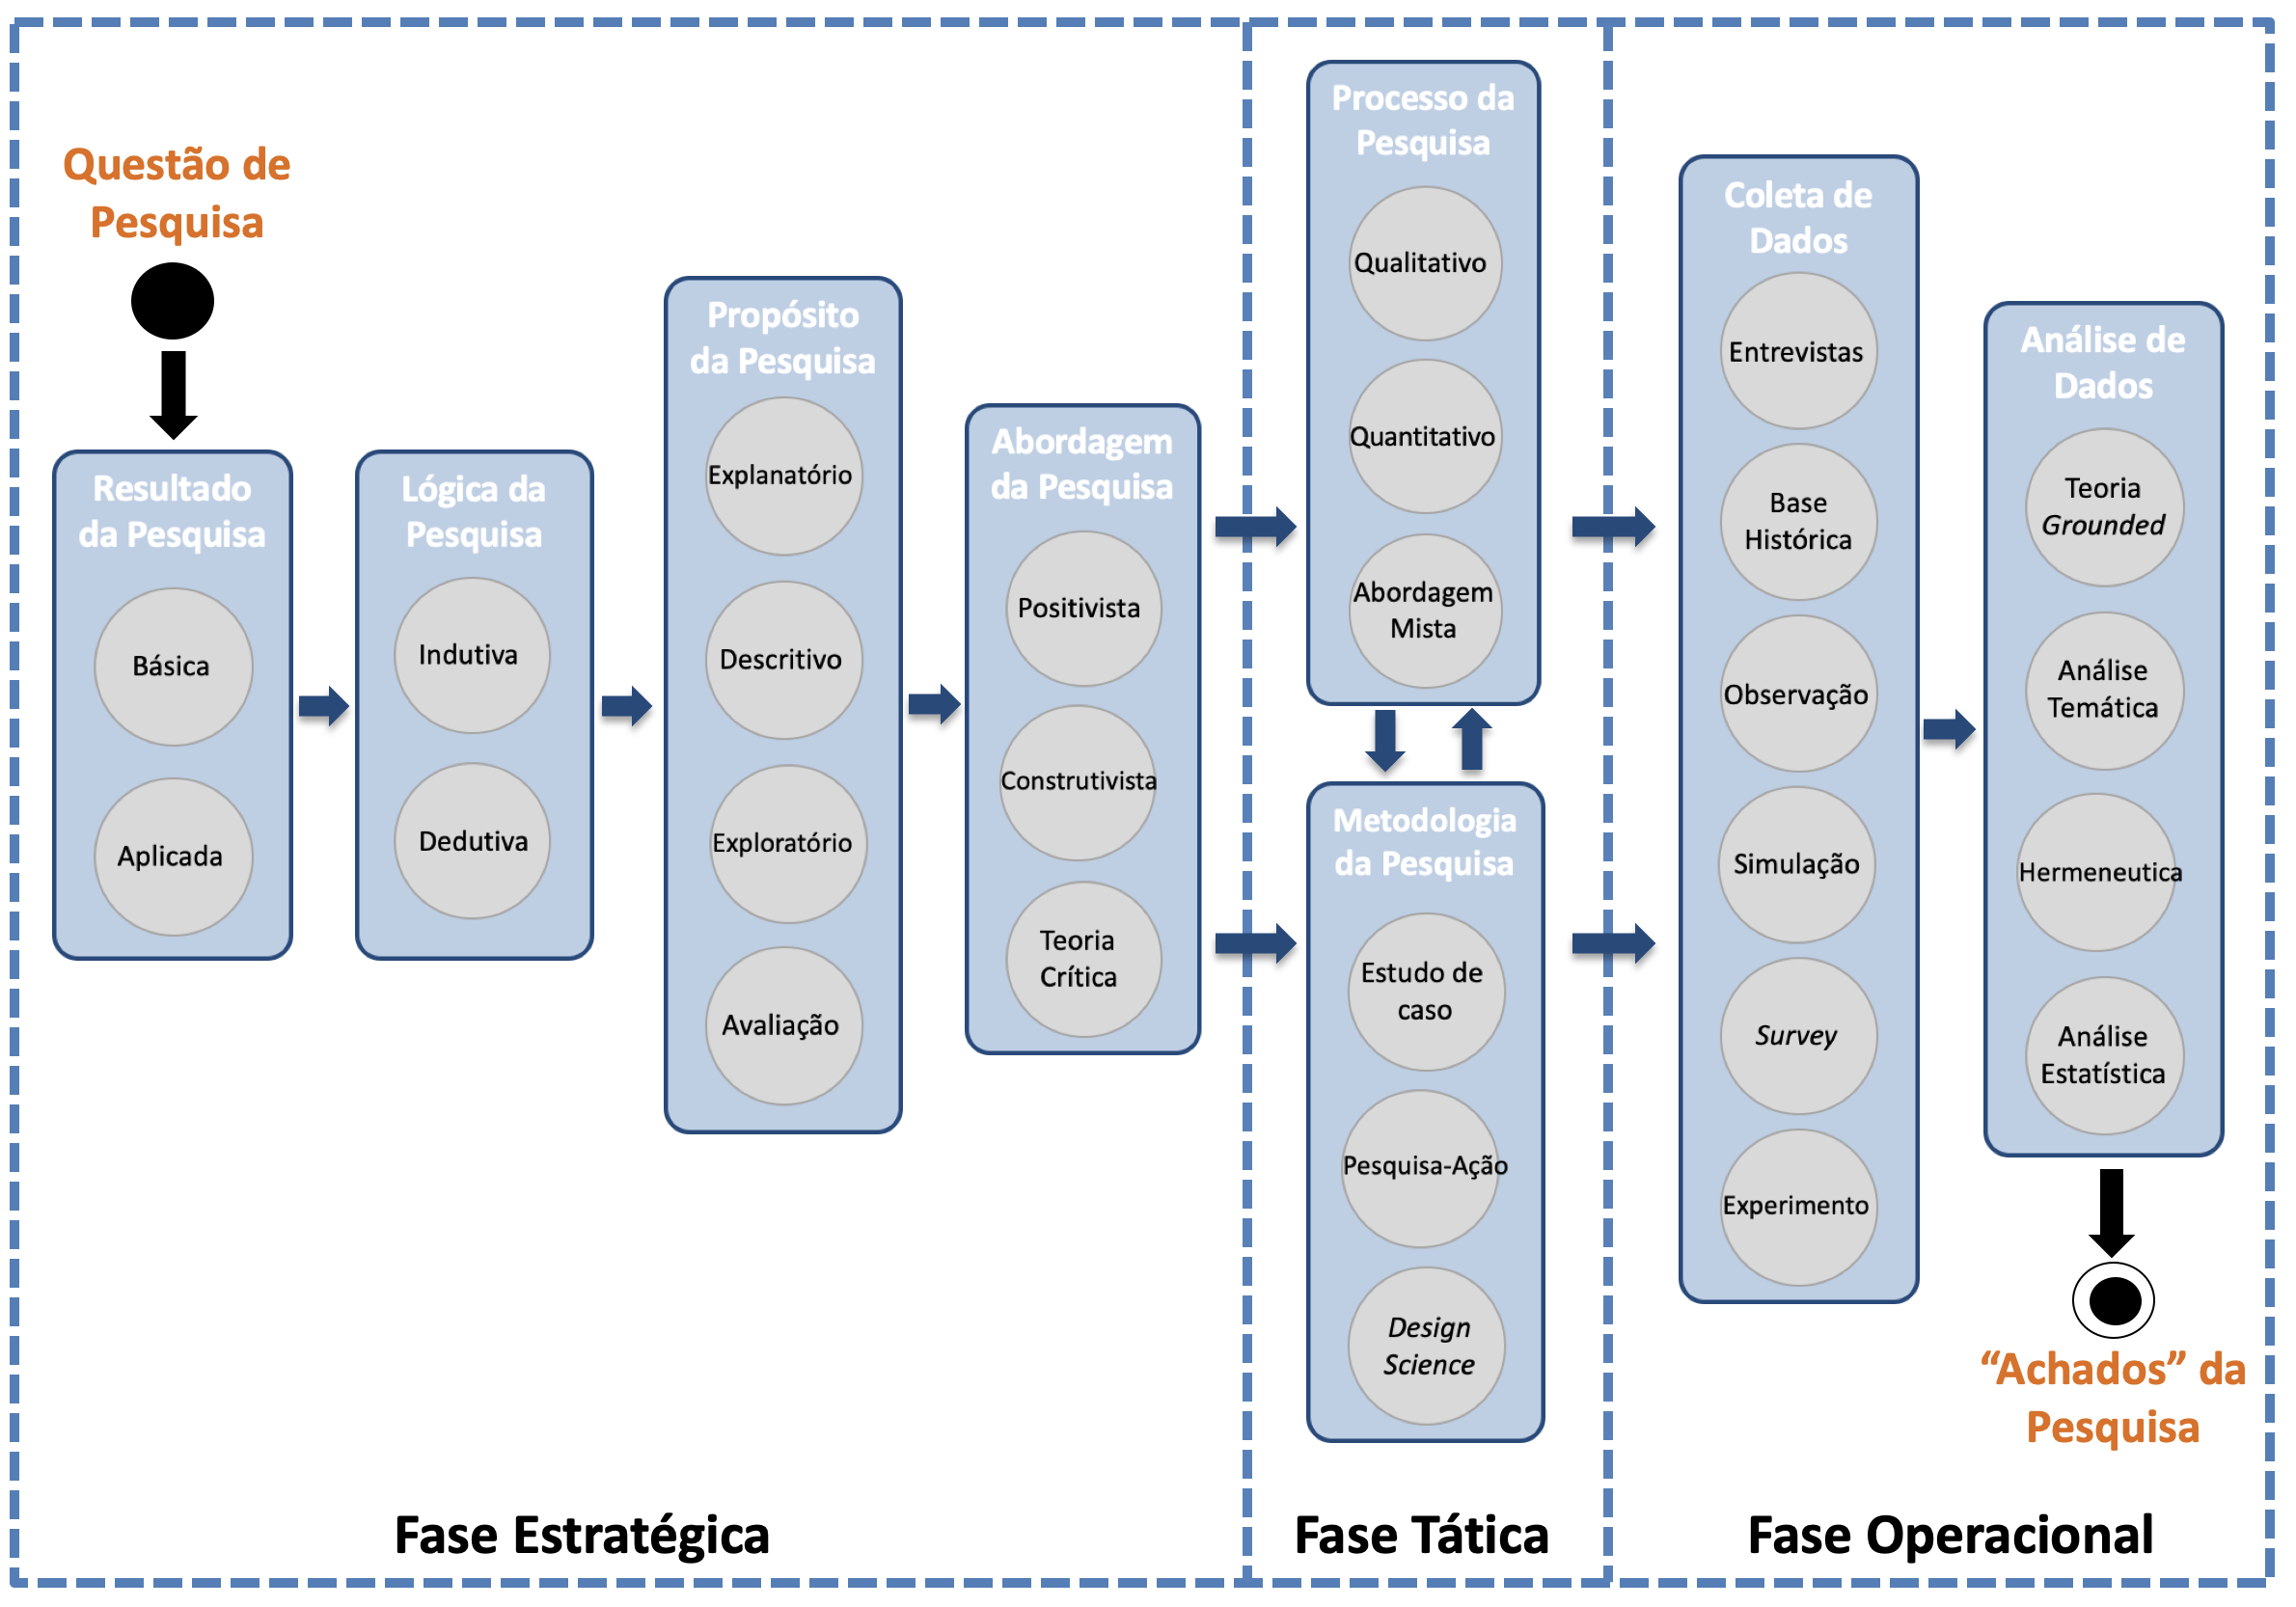 Questão de
Pesquisa
Resultado
da Pesquisa
Básica
Aplicada
Lógica da
Pesquisa
Indutiva
Dedutiva
Propósito
da Pesquisa
Explanatório
Descritivo
Exploratório
Avaliação
Abordagem
da Pesquisa
Positivista
Construtivista
Teoria
Crítica
Fase Estratégica
Processo da
Pesquisa
Qualitativo
Quantitativo
Abordagem
Mista
Metodologia
da Pesquisa
Estudo de
caso
Pesquisa-Ação
Design
Science
Fase Tática
Coleta de
Dados
Entrevistas
Base
Histórica
Observação
Simulação
Survey
Experimento
Análise de
Dados
Teoria
Grounded
Análise
Temática
Hermeneutica
Análise
Estatística
“Achados” da
Pesquisa
Fase Operacional